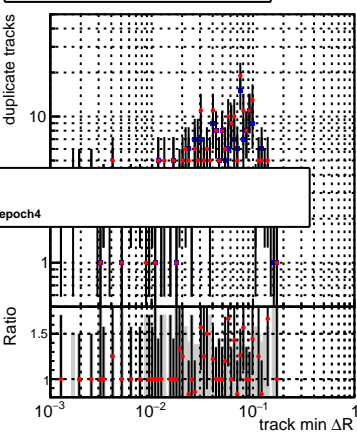 duplicate tracks
10
epoch4
1
Ratio
1.5
1
10⁻³ 10⁻² 10⁻¹ 1
track min ΔR